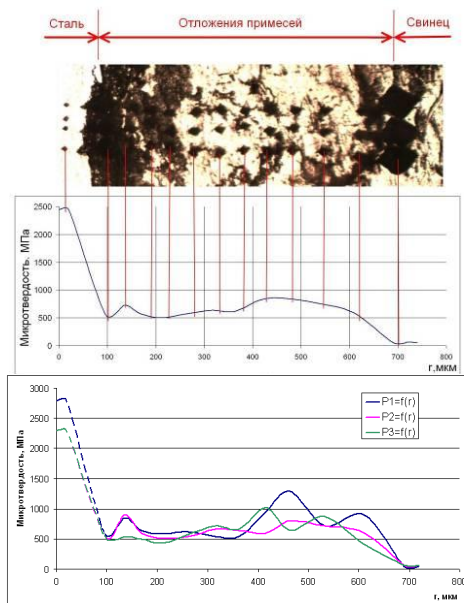 Сталь Отложения примесей Свинец
Микротвердость. МПа
2500
2000
1500
1000
500
0
0 100 200 300 400 500 600 700 800
r,мкм
Микротвердость, МПа
3000
2500
2000
1500
1000
500
0
P1=f(r)
P2=f(r)
P3=f(r)
0 100 200 300 400 500 600 700 800
r, мкм